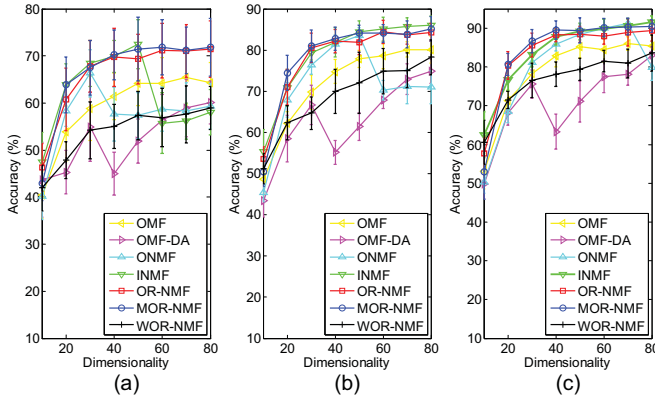 80
70
60
50
40
30
20
10
Accuracy (%)
OMF
OMF-DA
ONMF
INMF
OR-NMF
MOR-NMF
WOR-NMF
20 40 60 80
Dimensionality
(a)
90
80
70
60
50
40
30
20
10
Accuracy (%)
OMF
OMF-DA
ONMF
INMF
OR-NMF
MOR-NMF
WOR-NMF
20 40 60 80
Dimensionality
(b)
100
90
80
70
60
50
40
30
20
10
Accuracy (%)
OMF
OMF-DA
ONMF
INMF
OR-NMF
MOR-NMF
WOR-NMF
20 40 60 80
Dimensionality
(c)